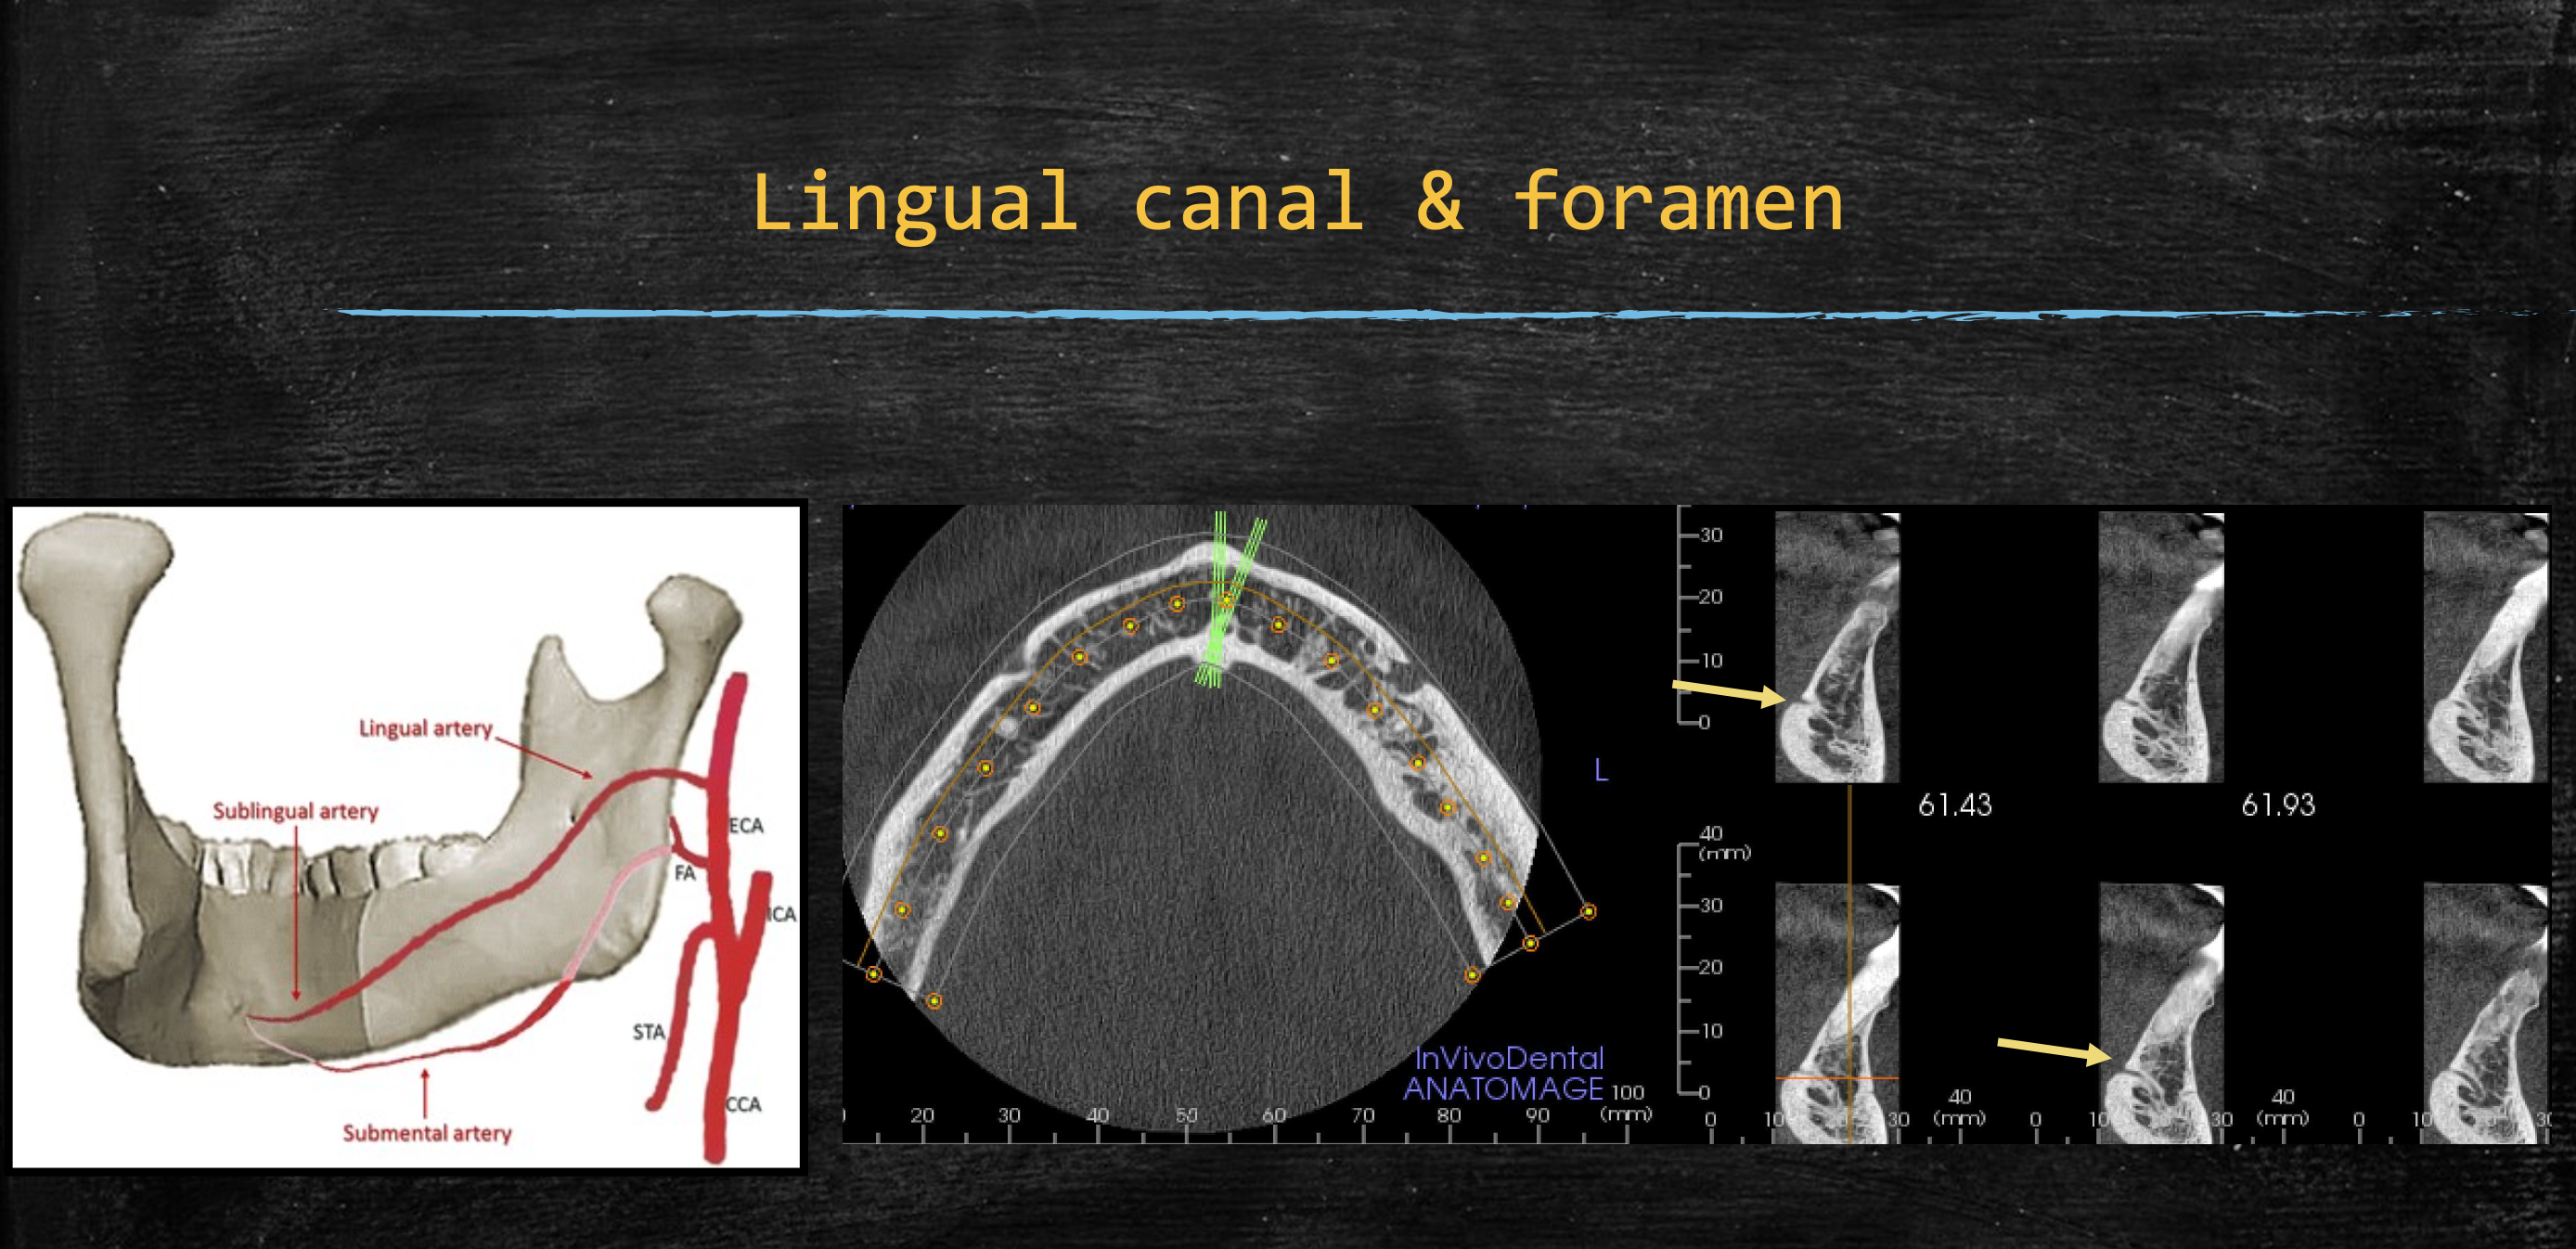 Lingual canal & foramen
Lingual artery
Sublingual artery
ECA
FA
ICA
STA
CCA
Submental artery
L
InVivoDental
ANATOMAGE
100
(mm)
20 30 40 50 60 70 80 90
30
20
10
0
61.43 61.93
40
(mm)
30
20
10
0
0 10 30 40
(mm)
0 10 30 40
(mm)
0 10